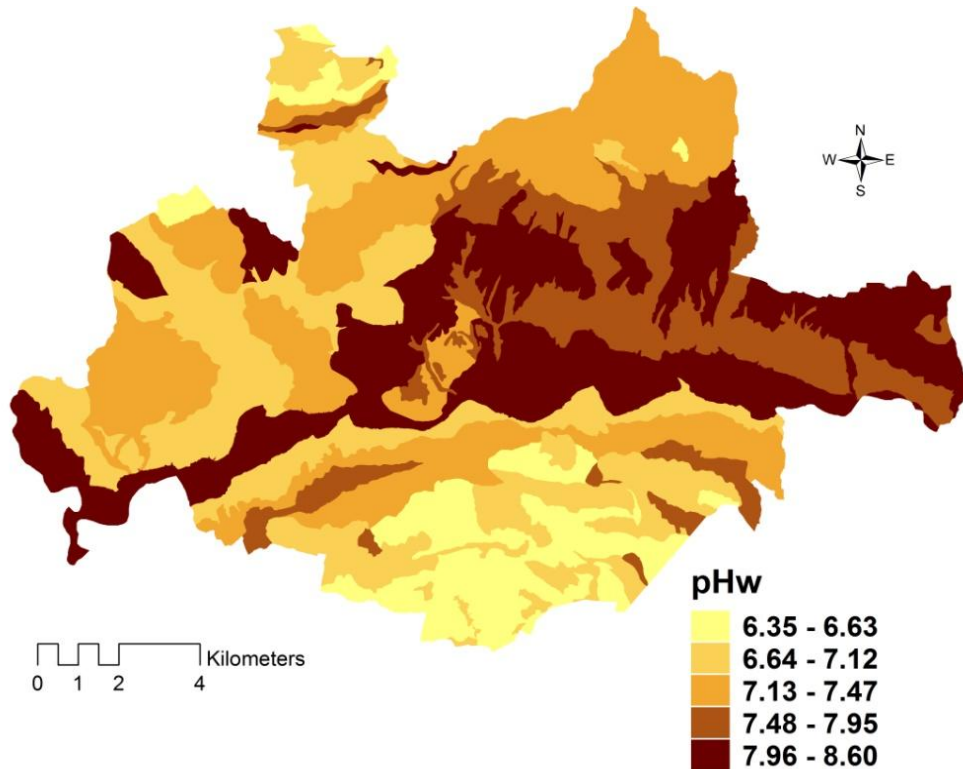 N
W E
S
pHw
6.35 - 6.63
6.64 - 7.12
7.13 - 7.47
7.48 - 7.95
7.96 - 8.60
Kilometers
0 1 2 4